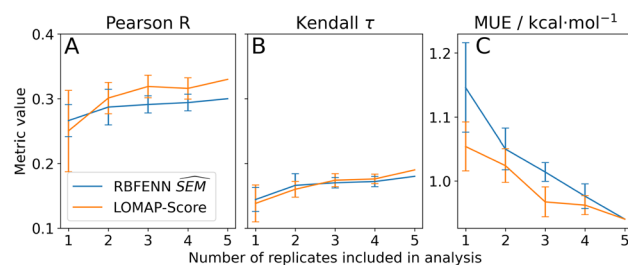 Pearson R
Kendall τ
MUE / kcal·mol⁻¹
A
B
C
Metric value
0.4
0.3
0.2
0.1
1.2
1.1
1.0
RBFENN SEM
LOMAP-Score
1 2 3 4 5
1 2 3 4 5
1 2 3 4 5
Number of replicates included in analysis